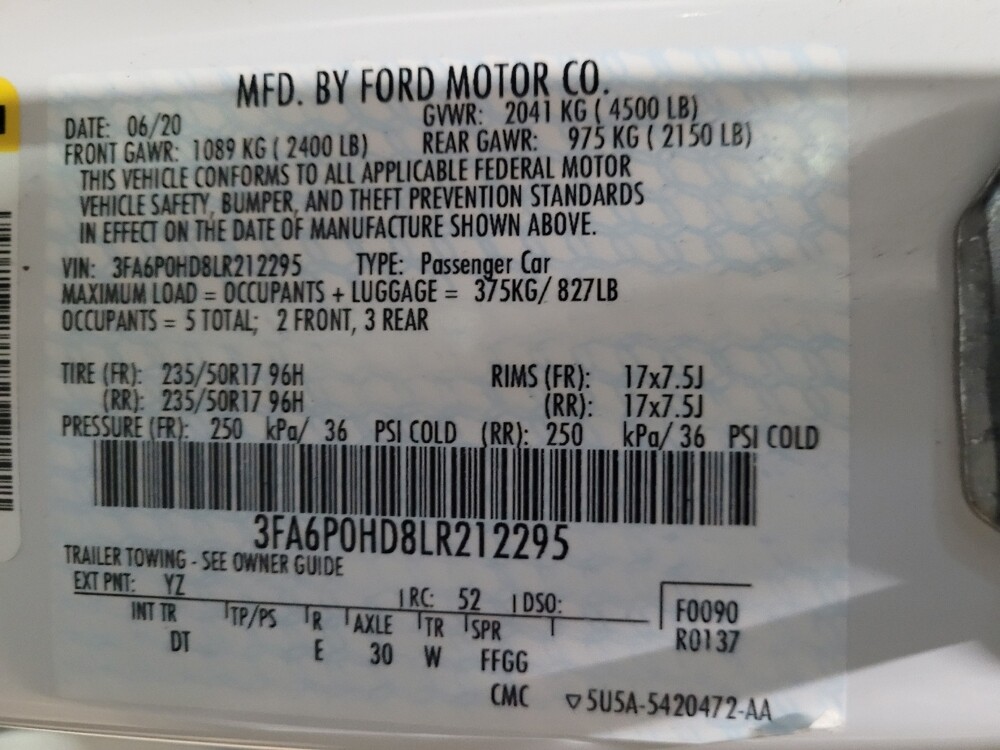 MFD. BY FORD MOTOR CO.
DATE: 06/20 GVWR: 2041 KG ( 4500 LB)
FRONT GAWR: 1089 KG ( 2400 LB) REAR GAWR: 975 KG ( 2150 LB)
THIS VEHICLE CONFORMS TO ALL APPLICABLE FEDERAL MOTOR
VEHICLE SAFETY, BUMPER, AND THEFT PREVENTION STANDARDS
IN EFFECT ON THE DATE OF MANUFACTURE SHOWN ABOVE.
VIN: 3FA6P0HD8LR212295 TYPE: Passenger Car
MAXIMUM LOAD = OCCUPANTS + LUGGAGE = 375KG/ 827LB
OCCUPANTS = 5 TOTAL; 2 FRONT, 3 REAR
TIRE (FR): 235/50R17 96H RIMS (FR): 17x7.5J
(RR): 235/50R17 96H (RR): 17x7.5J
PRESSURE (FR): 250 kPa/ 36 PSI COLD (RR): 250 kPa/ 36 PSI COLD
3FA6P0HD8LR212295
TRAILER TOWING - SEE OWNER GUIDE
EXT PNT: YZ RC: 52 DSO:
INT TR TP/PS R AXLE TR SPR F0090
DT E 30 W FFGG R0137
CMC ▽5U5A-5420472-AA